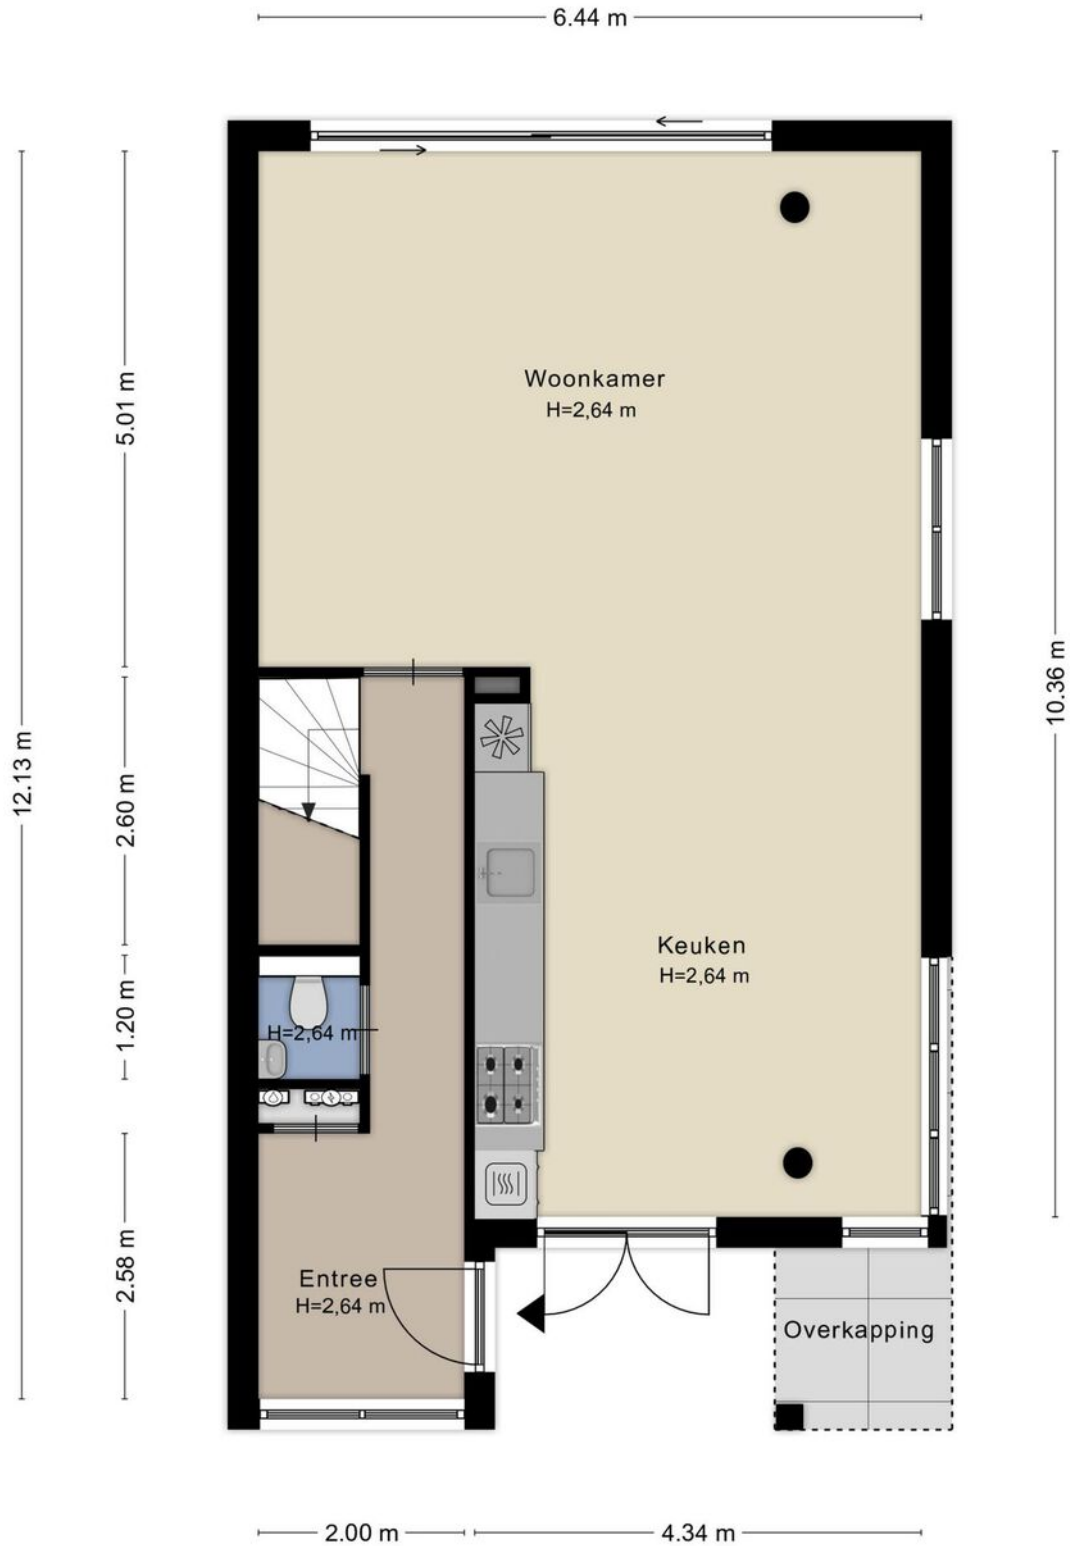 6.44 m
5.01 m
Woonkamer
H=2,64 m
10.36 m
12.13 m
2.60 m
Keuken
H=2,64 m
1.20 m
H=2,64 m
2.58 m
Entree
H=2,64 m
Overkapping
2.00 m
4.34 m